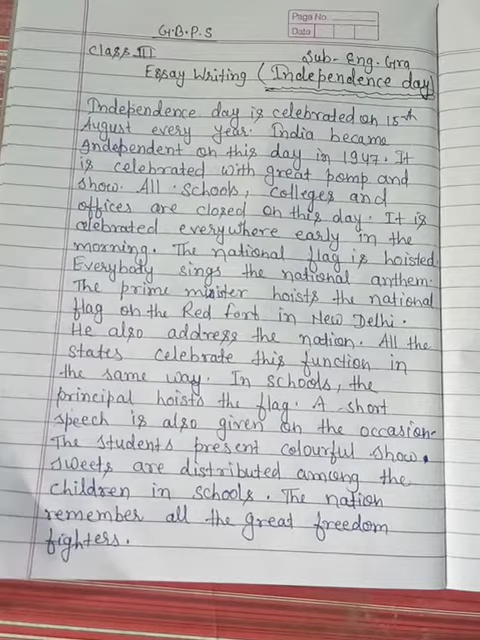 G.B.P.S
Page No.
Date
Class III
Sub- Eng. Gra
Essay Writing (Independence day)
Independence day is celebrated on 15th
August every year. India became
independent on this day in 1947. It
is celebrated with great pomp and
show. All schools, colleges and
offices are closed on this day. It is
celebrated everywhere early in the
morning. The national flag is hoisted.
Everybody sings the national anthem.
The prime minister hoists the national
flag on the Red fort in New Delhi.
He also address the nation. All the
states celebrate this function in
the same way. In schools, the
principal hoists the flag. A short
speech is also given on the occasion.
The students present colourful show.
Sweets are distributed among the
children in schools. The nation
remember all the great freedom
fighters.